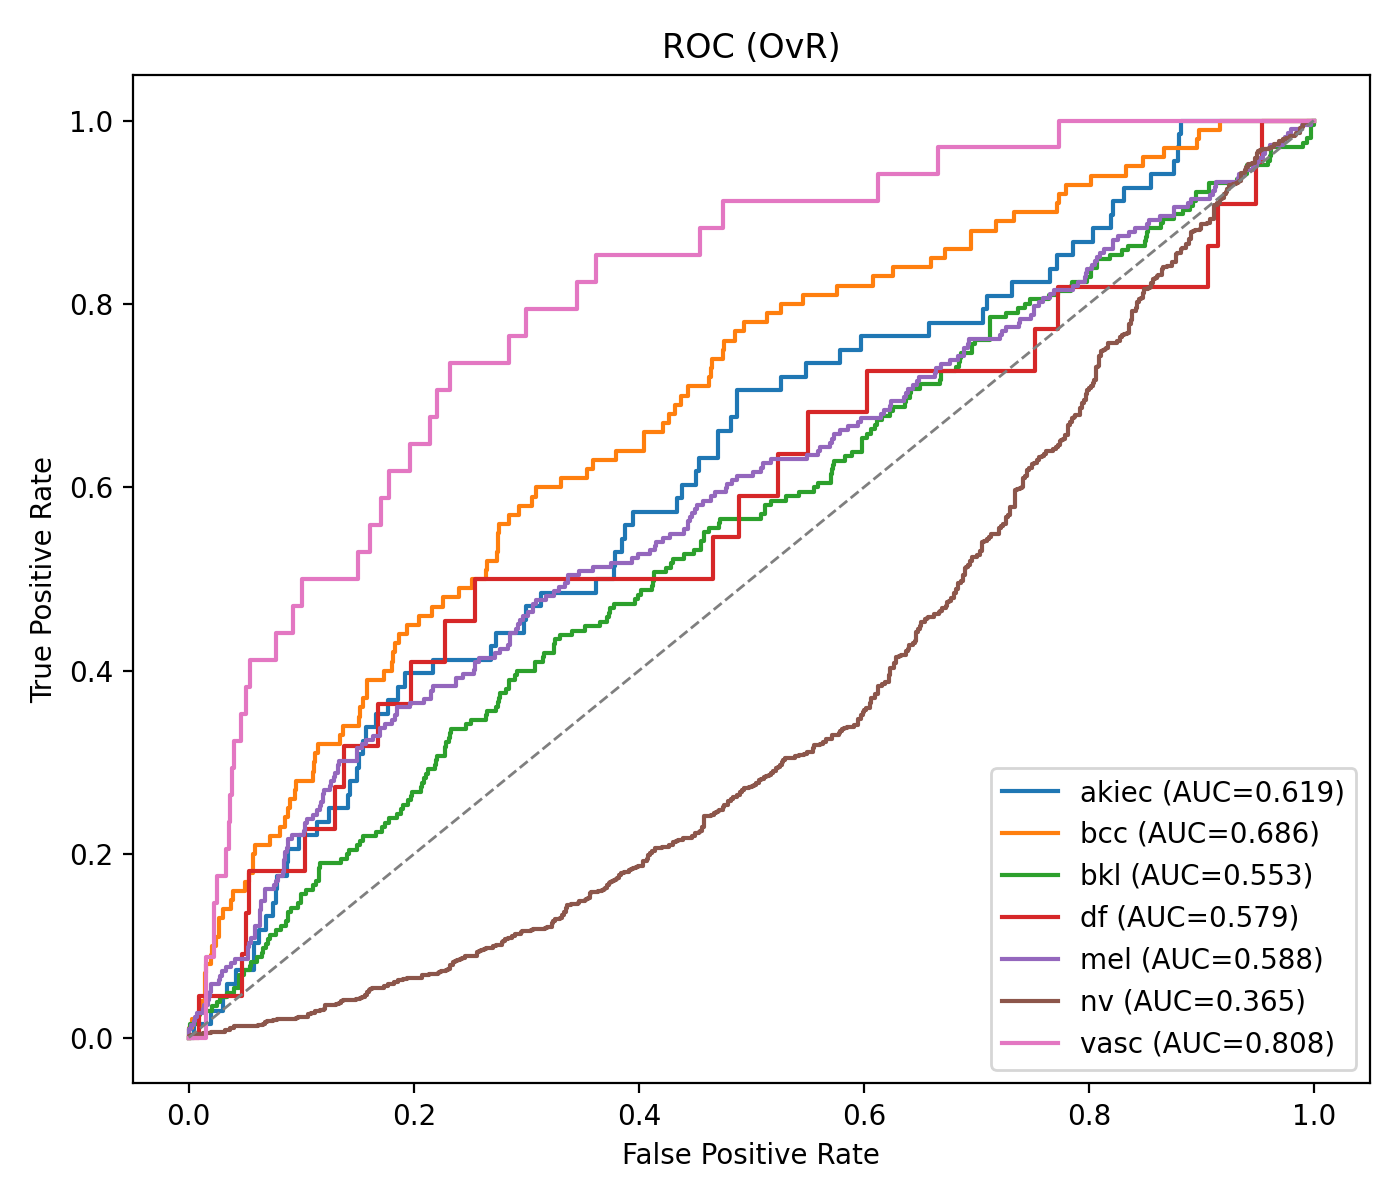 ROC (OvR)
True Positive Rate
1.0
0.8
0.6
0.4
0.2
0.0
akiec (AUC=0.619)
bcc (AUC=0.686)
bkl (AUC=0.553)
df (AUC=0.579)
mel (AUC=0.588)
nv (AUC=0.365)
vasc (AUC=0.808)
0.0 0.2 0.4 0.6 0.8 1.0
False Positive Rate